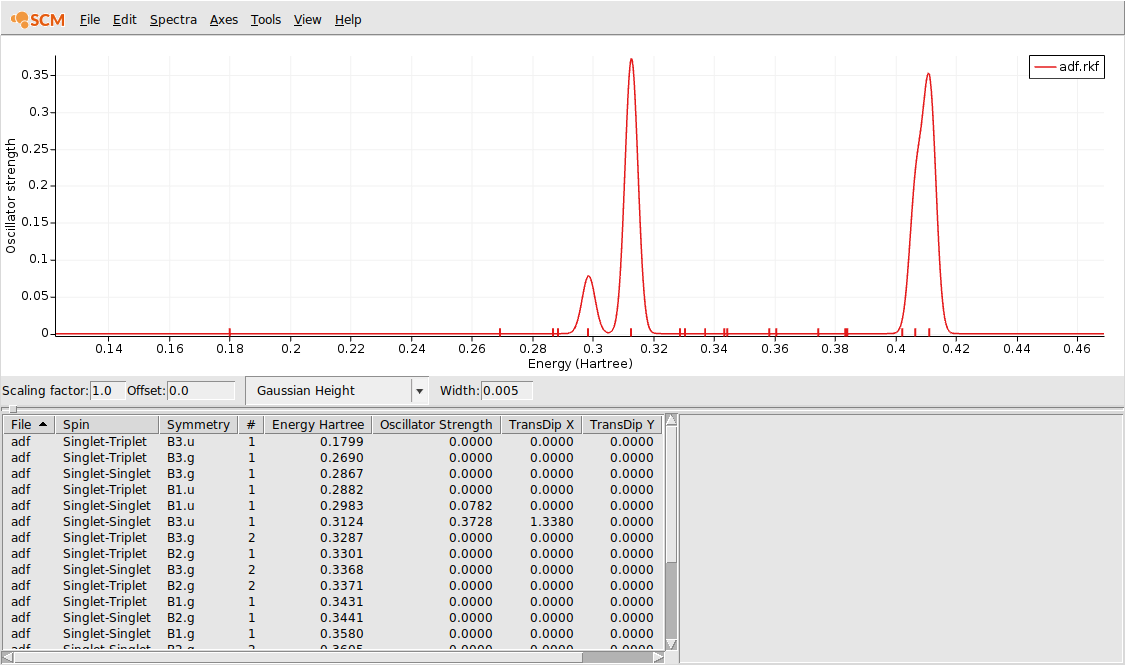 SCM File Edit Spectra Axes Tools View Help
adf.rkf
Oscillator strength
0.35
0.3
0.25
0.2
0.15
0.1
0.05
0
0.14 0.16 0.18 0.2 0.22 0.24 0.26 0.28 0.3 0.32 0.34 0.36 0.38 0.4 0.42 0.44 0.46
Energy (Hartree)
Scaling factor: 1.0 Offset: 0.0 Gaussian Height Width: 0.005
File Spin Symmetry # Energy Hartree Oscillator Strength TransDip X TransDip Y
adf Singlet-Triplet B3.u 1 0.1799 0.0000 0.0000 0.0000
adf Singlet-Triplet B3.g 1 0.2690 0.0000 0.0000 0.0000
adf Singlet-Singlet B3.g 1 0.2867 0.0000 0.0000 0.0000
adf Singlet-Triplet B1.u 1 0.2882 0.0000 0.0000 0.0000
adf Singlet-Singlet B1.u 1 0.2983 0.0782 0.0000 0.0000
adf Singlet-Singlet B3.u 1 0.3124 0.3728 1.3380 0.0000
adf Singlet-Triplet B3.g 2 0.3287 0.0000 0.0000 0.0000
adf Singlet-Triplet B2.g 1 0.3301 0.0000 0.0000 0.0000
adf Singlet-Singlet B3.g 2 0.3368 0.0000 0.0000 0.0000
adf Singlet-Triplet B2.g 2 0.3371 0.0000 0.0000 0.0000
adf Singlet-Triplet B1.g 1 0.3431 0.0000 0.0000 0.0000
adf Singlet-Singlet B2.g 1 0.3441 0.0000 0.0000 0.0000
adf Singlet-Singlet B1.g 1 0.3580 0.0000 0.0000 0.0000